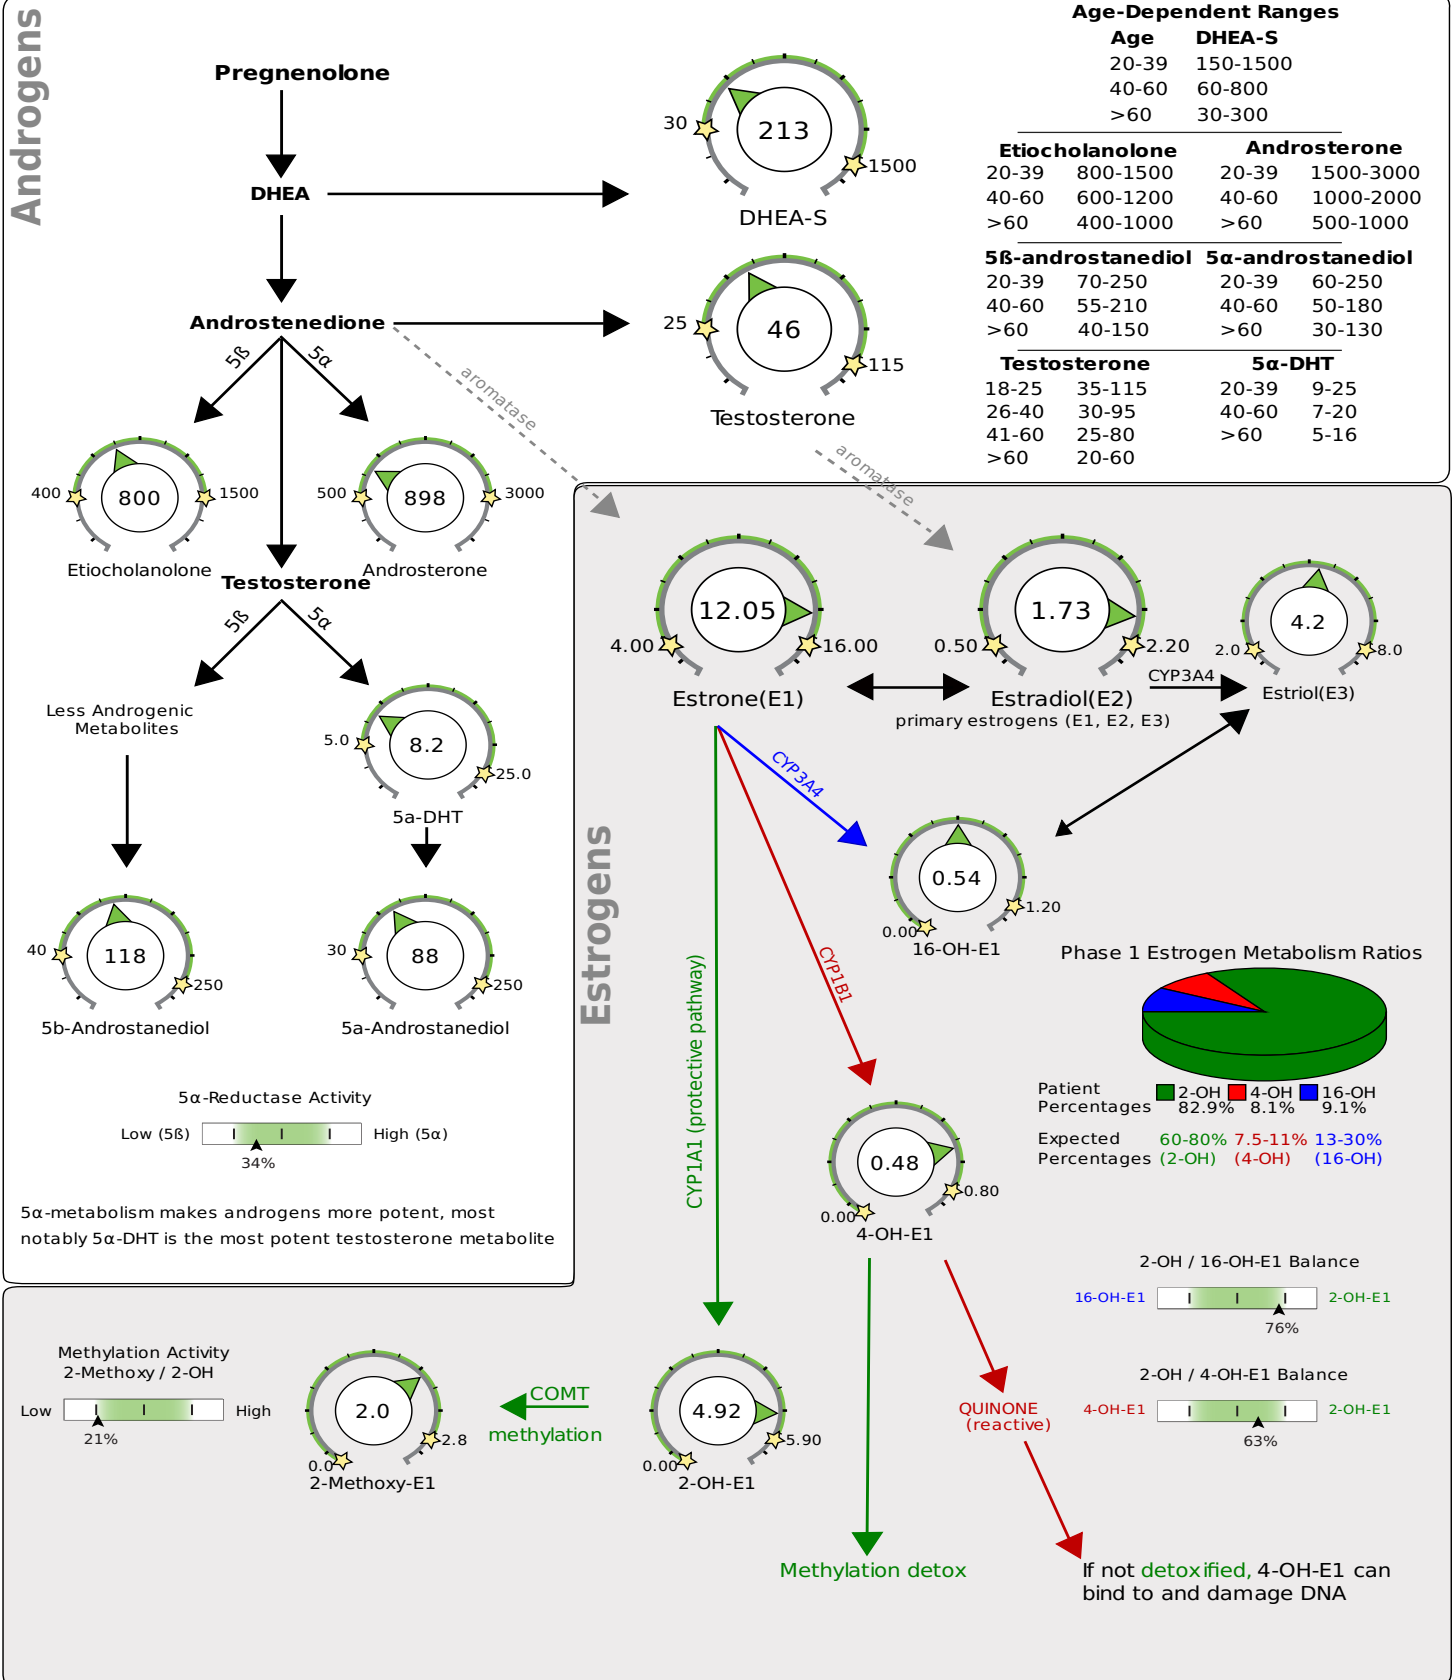 Androgens
Pregnenolone
DHEA
Androstenedione
5ß
5α
aromatase
30
213
1500
DHEA-S
25
46
115
Testosterone
aromatase
Age-Dependent Ranges
Age DHEA-S
20-39 150-1500
40-60 60-800
>60 30-300
Etiocholanolone Androsterone
20-39 800-1500 20-39 1500-3000
40-60 600-1200 40-60 1000-2000
>60 400-1000 >60 500-1000
5ß-androstanediol 5α-androstanediol
20-39 70-250 20-39 60-250
40-60 55-210 40-60 50-180
>60 40-150 >60 30-130
Testosterone 5α-DHT
18-25 35-115 20-39 9-25
26-40 30-95 40-60 7-20
41-60 25-80 >60 5-16
>60 20-60
400
800
1500
Etiocholanolone
500
898
3000
Androsterone
Testosterone
5ß
5α
Less Androgenic
Metabolites
5.0
8.2
25.0
5a-DHT
40
118
250
5b-Androstanediol
30
88
250
5a-Androstanediol
5α-Reductase Activity
Low (5ß) High (5α)
34%
5α-metabolism makes androgens more potent, most
notably 5α-DHT is the most potent testosterone metabolite
Estrogens
4.00
12.05
16.00
Estrone(E1)
0.50
1.73
2.20
Estradiol(E2)
primary estrogens (E1, E2, E3)
CYP3A4
2.0
4.2
8.0
Estriol(E3)
CYP3A4
CYP1B1
CYP1A1 (protective pathway)
0.00
0.54
1.20
16-OH-E1
Phase 1 Estrogen Metabolism Ratios
Patient 2-OH 4-OH 16-OH
Percentages 82.9% 8.1% 9.1%
Expected 60-80% 7.5-11% 13-30%
Percentages (2-OH) (4-OH) (16-OH)
0.00
0.48
0.80
4-OH-E1
2-OH / 16-OH-E1 Balance
16-OH-E1 2-OH-E1
76%
2-OH / 4-OH-E1 Balance
4-OH-E1 2-OH-E1
63%
Methylation Activity
2-Methoxy / 2-OH
Low High
21%
0.0
2.0
2.8
2-Methoxy-E1
COMT
methylation
0.00
4.92
5.90
2-OH-E1
QUINONE
(reactive)
Methylation detox
If not detoxified, 4-OH-E1 can
bind to and damage DNA